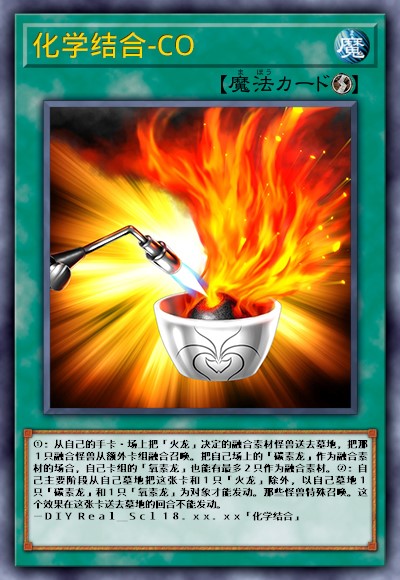 化学结合-CO
【魔法カード】
①：从自己的手卡·场上把「火龙」决定的融合素材怪兽送去墓地，把那
１只融合怪兽从额外卡组融合召唤。把自己场上的「碳素龙」作为融合素
材的场合，自己卡组的「氧素龙」也能有最多２只作为融合素材。②：自
己主要阶段从自己墓地把这张卡和１只「火龙」除外，以自己墓地１
只「碳素龙」和１只「氧素龙」为对象才能发动。那些怪兽特殊召唤。这
个效果在这张卡送去墓地的回合不能发动。
－ＤＩＹＲｅａｌ＿Ｓｃｌ１８．ｘｘ．ｘｘ「化学结合」
魔